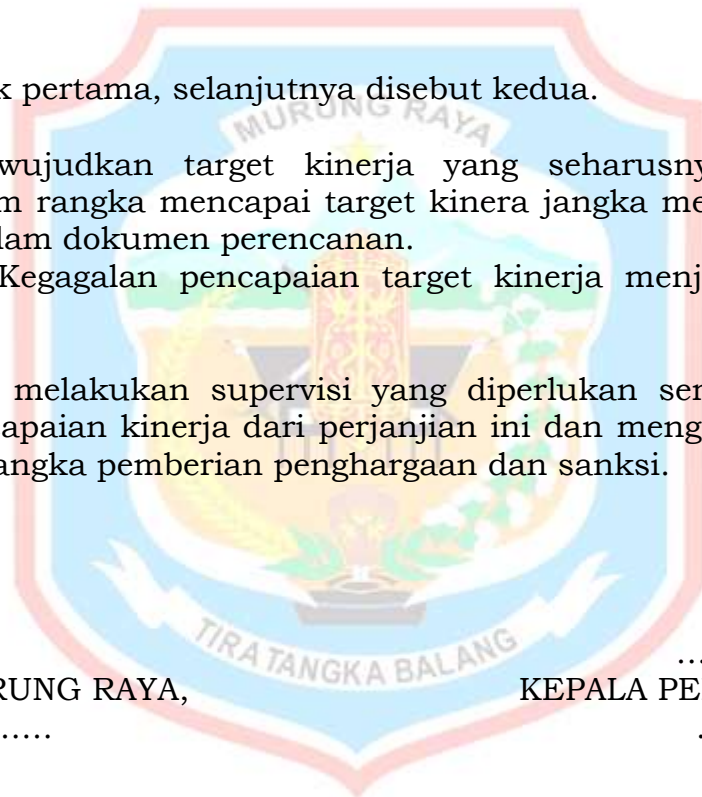 k pertama, selanjutnya disebut kedua.
MURUNG RAYA
wujudkan target kinerja yang seharusny
m rangka mencapai target kinera jangka me
lam dokumen perencanan.
Kegagalan pencapaian target kinerja menj
melakukan supervisi yang diperlukan ser
apaian kinerja dari perjanjian ini dan meng
angka pemberian penghargaan dan sanksi.
TIRA TANGKA BALANG
...
RUNG RAYA, KEPALA PE
...... .